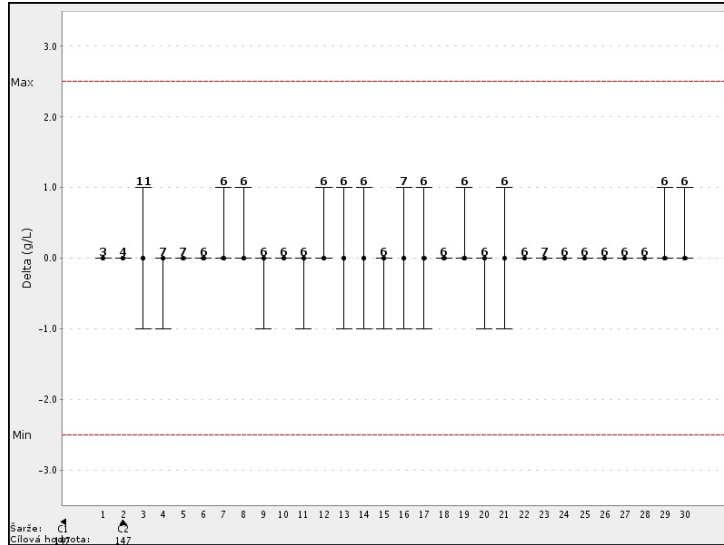 3.0
Max
2.0
11 6 6 6 6 6 7 6 6 6 6 6
1.0
Delta (g/L)
3 4 7 7 6 6 6 6 6 6 6 6 7 6 6 6 6 6
0.0
-1.0
-2.0
Min
-3.0
1 2 3 4 5 6 7 8 9 10 11 12 13 14 15 16 17 18 19 20 21 22 23 24 25 26 27 28 29 30
Šarže: C1 C2
Cílová hodnota: 147